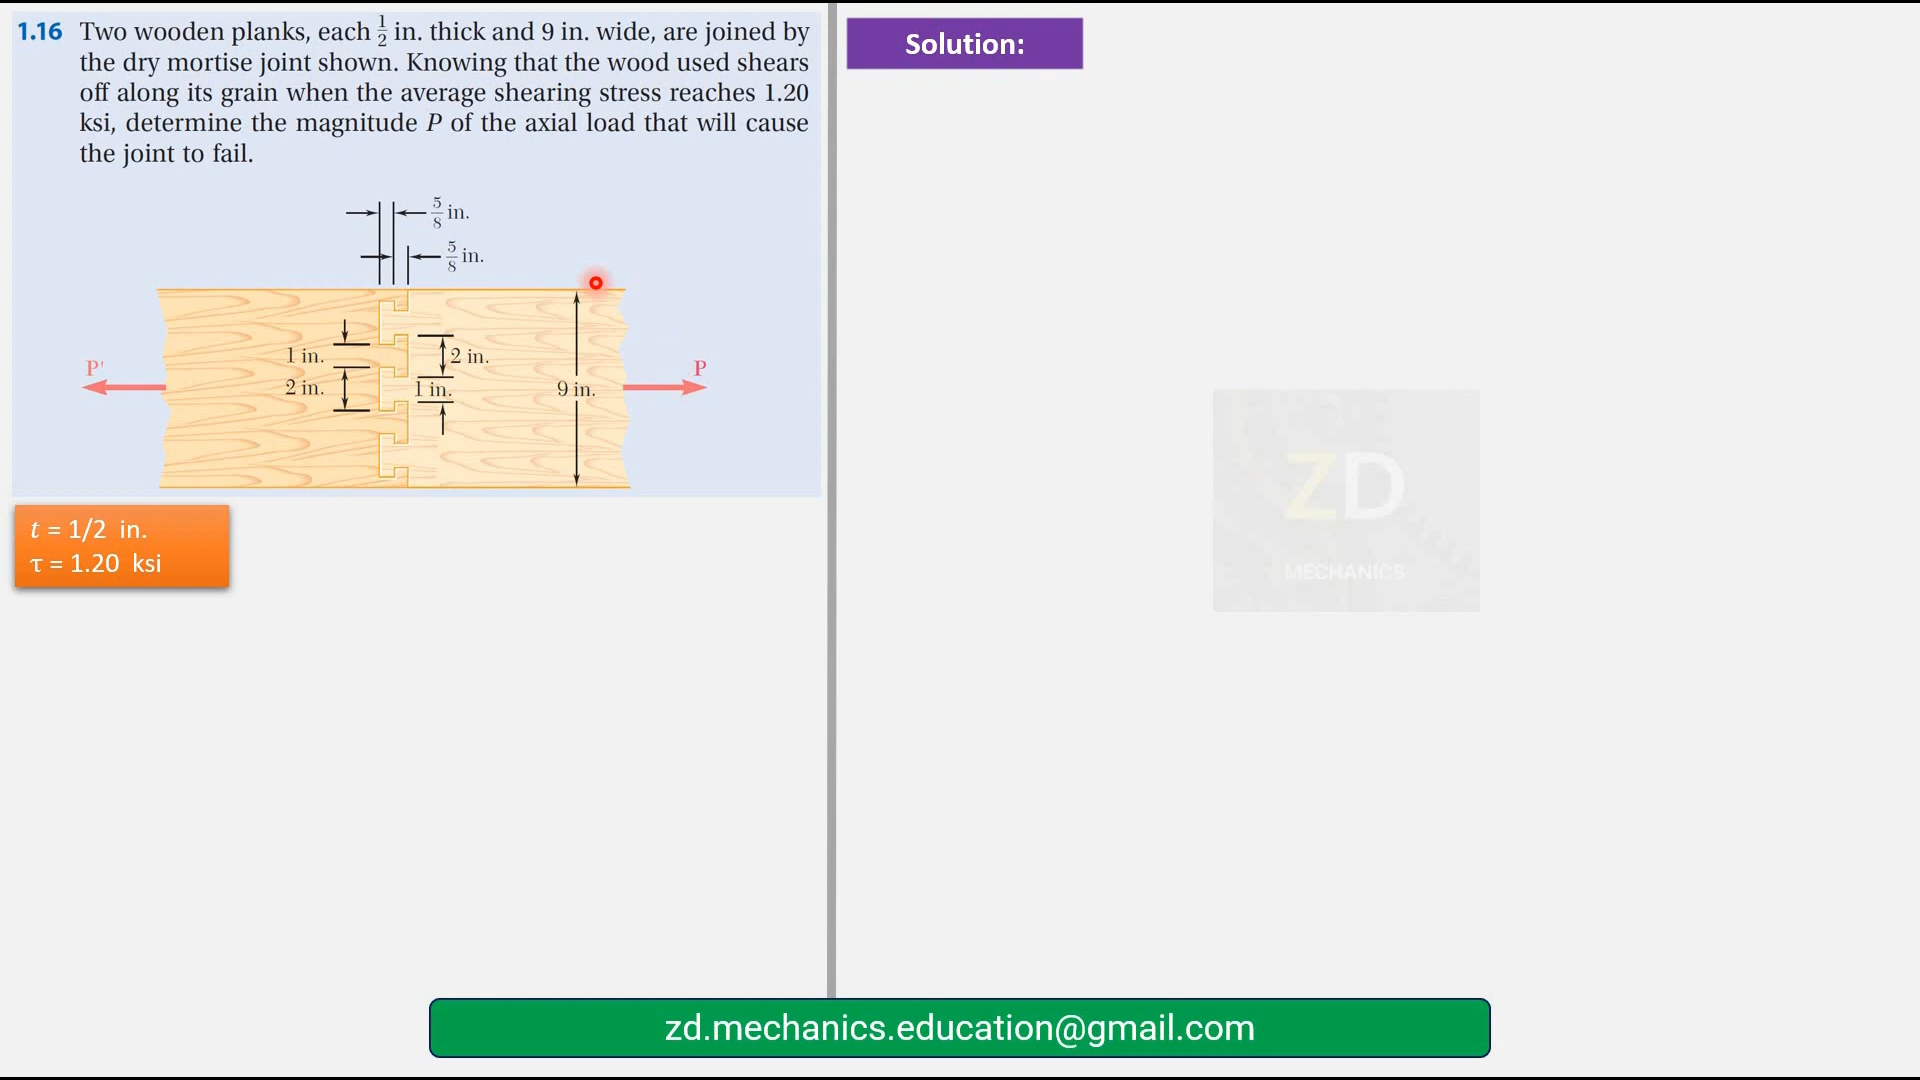 1.16 Two wooden planks, each 1/2 in. thick and 9 in. wide, are joined by
the dry mortise joint shown. Knowing that the wood used shears
off along its grain when the average shearing stress reaches 1.20
ksi, determine the magnitude P of the axial load that will cause
the joint to fail.
5/8 in.
5/8 in.
1 in.
2 in.
2 in.
1 in.
9 in.
P'
P
t = 1/2 in.
τ = 1.20 ksi
Solution:
ZD
MECHANICS
zd.mechanics.education@gmail.com